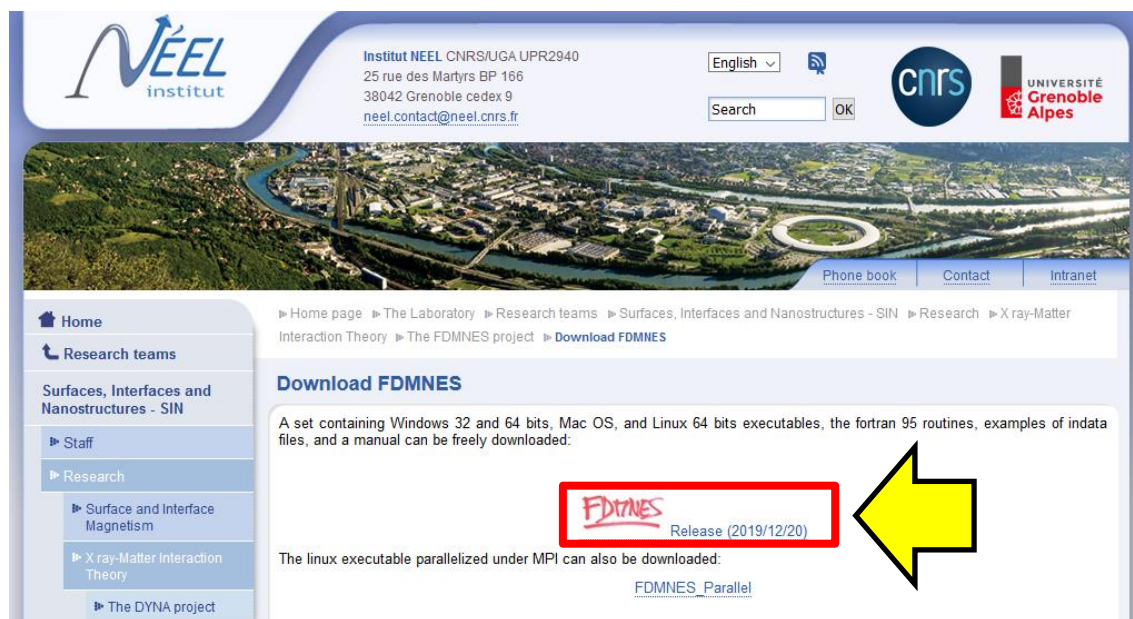 NÉEL
institut
Institut NEEL CNRS/UGA UPR2940
25 rue des Martyrs BP 166
38042 Grenoble cedex 9
neel.contact@neel.cnrs.fr
English
Search
OK
cnrs
UNIVERSITÉ
Grenoble
Alpes
Phone book
Contact
Intranet
Home
Research teams
Surfaces, Interfaces and
Nanostructures - SIN
Staff
Research
Surface and Interface
Magnetism
X ray-Matter Interaction
Theory
The DYNA project
Home page The Laboratory Research teams Surfaces, Interfaces and Nanostructures - SIN Research X ray-Matter
Interaction Theory The FDMNES project Download FDMNES
Download FDMNES
A set containing Windows 32 and 64 bits, Mac OS, and Linux 64 bits executables, the fortran 95 routines, examples of indata
files, and a manual can be freely downloaded:
FDMNES
Release (2019/12/20)
The linux executable parallelized under MPI can also be downloaded:
FDMNES_Parallel